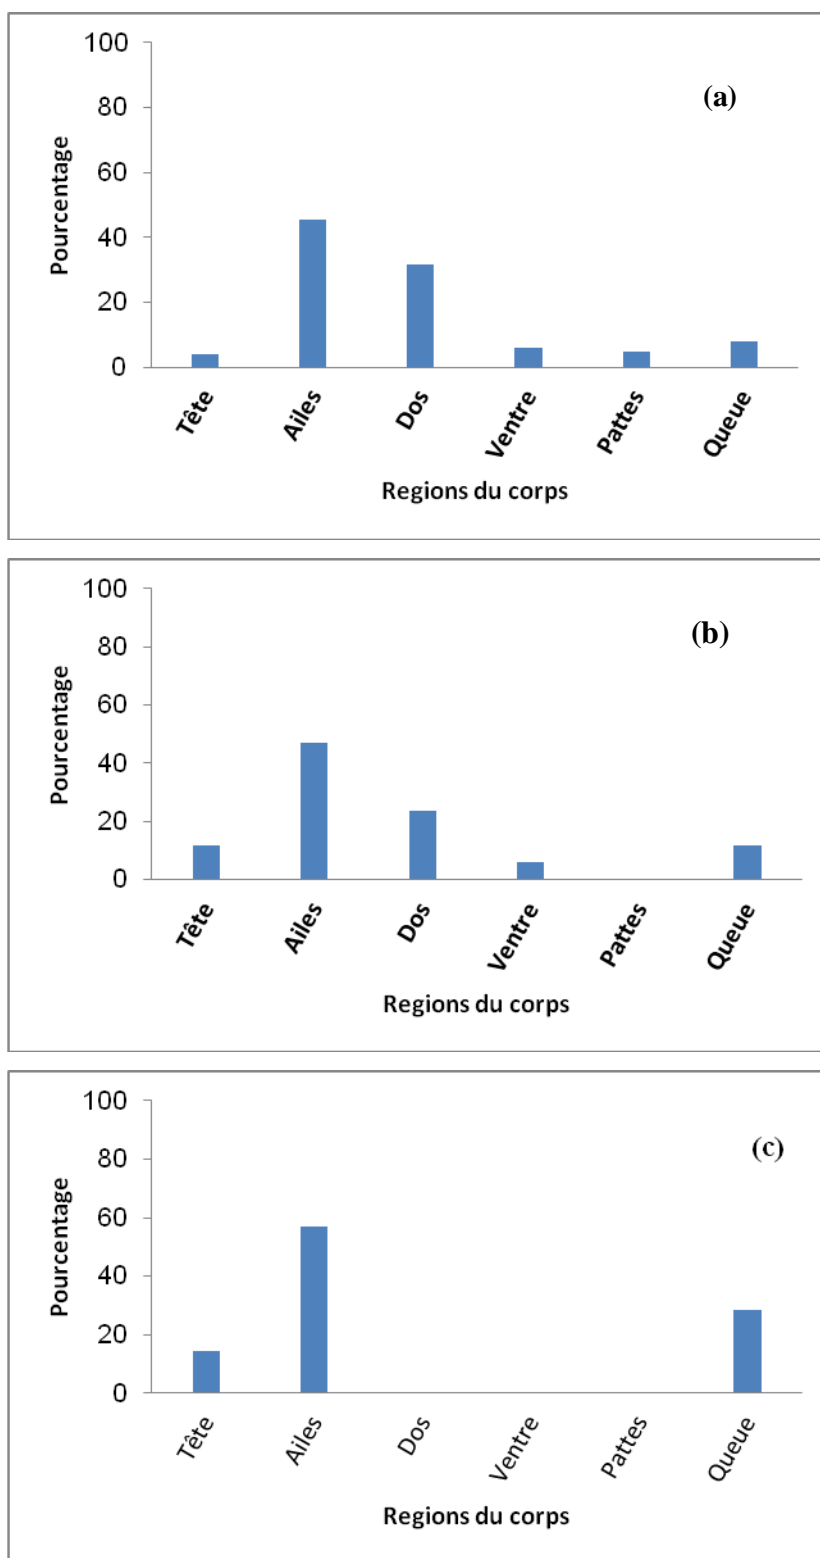 (a)
Pourcentage
100
80
60
40
20
0
Tête Ailes Dos Ventre Pattes Queue
Regions du corps
(b)
Pourcentage
100
80
60
40
20
0
Tête Ailes Dos Ventre Pattes Queue
Regions du corps
(c)
Pourcentage
100
80
60
40
20
0
Tête Ailes Dos Ventre Pattes Queue
Regions du corps